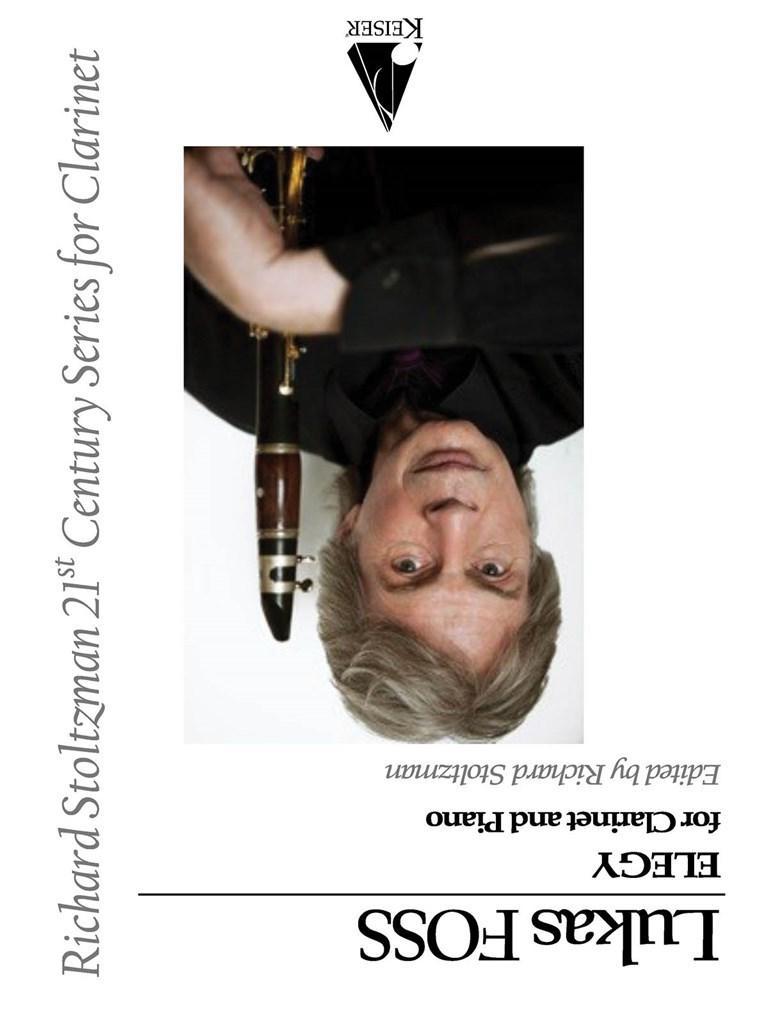 Lukas FOSS
ELEGY
for Clarinet and Piano
Edited by Richard Stoltzman
Richard Stoltzman 21st Century Series for Clarinet
KEISER